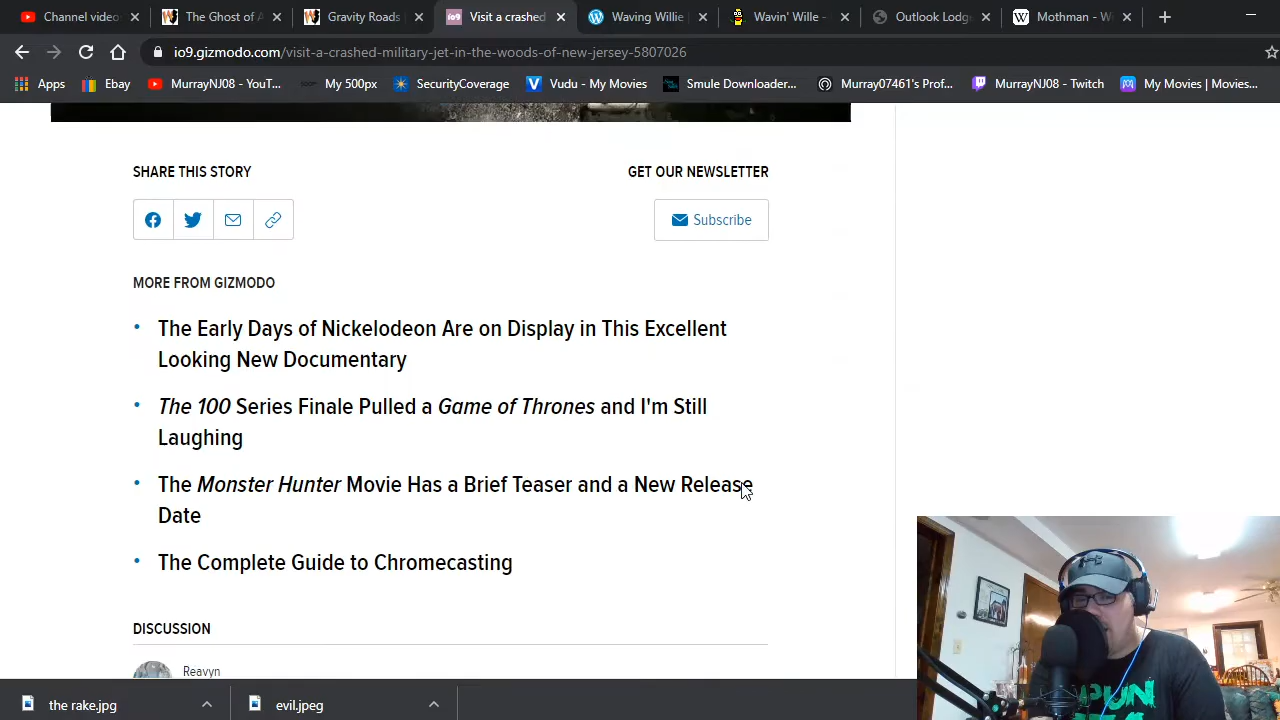 Channel video
The Ghost of A
Gravity Roads |
Visit a crashed
Waving Willie |
Wavin' Wille -
Outlook Lodge
Mothman - W
io9.gizmodo.com/visit-a-crashed-military-jet-in-the-woods-of-new-jersey-5807026
Apps
Ebay
MurrayNJ08 - YouT...
My 500px
SecurityCoverage
Vudu - My Movies
Smule Downloader...
Murray07461's Prof...
MurrayNJ08 - Twitch
My Movies | Movies...
SHARE THIS STORY
GET OUR NEWSLETTER
Subscribe
MORE FROM GIZMODO
• The Early Days of Nickelodeon Are on Display in This Excellent
Looking New Documentary
• The 100 Series Finale Pulled a Game of Thrones and I'm Still
Laughing
• The Monster Hunter Movie Has a Brief Teaser and a New Release
Date
• The Complete Guide to Chromecasting
DISCUSSION
Reavyn
the rake.jpg
evil.jpeg